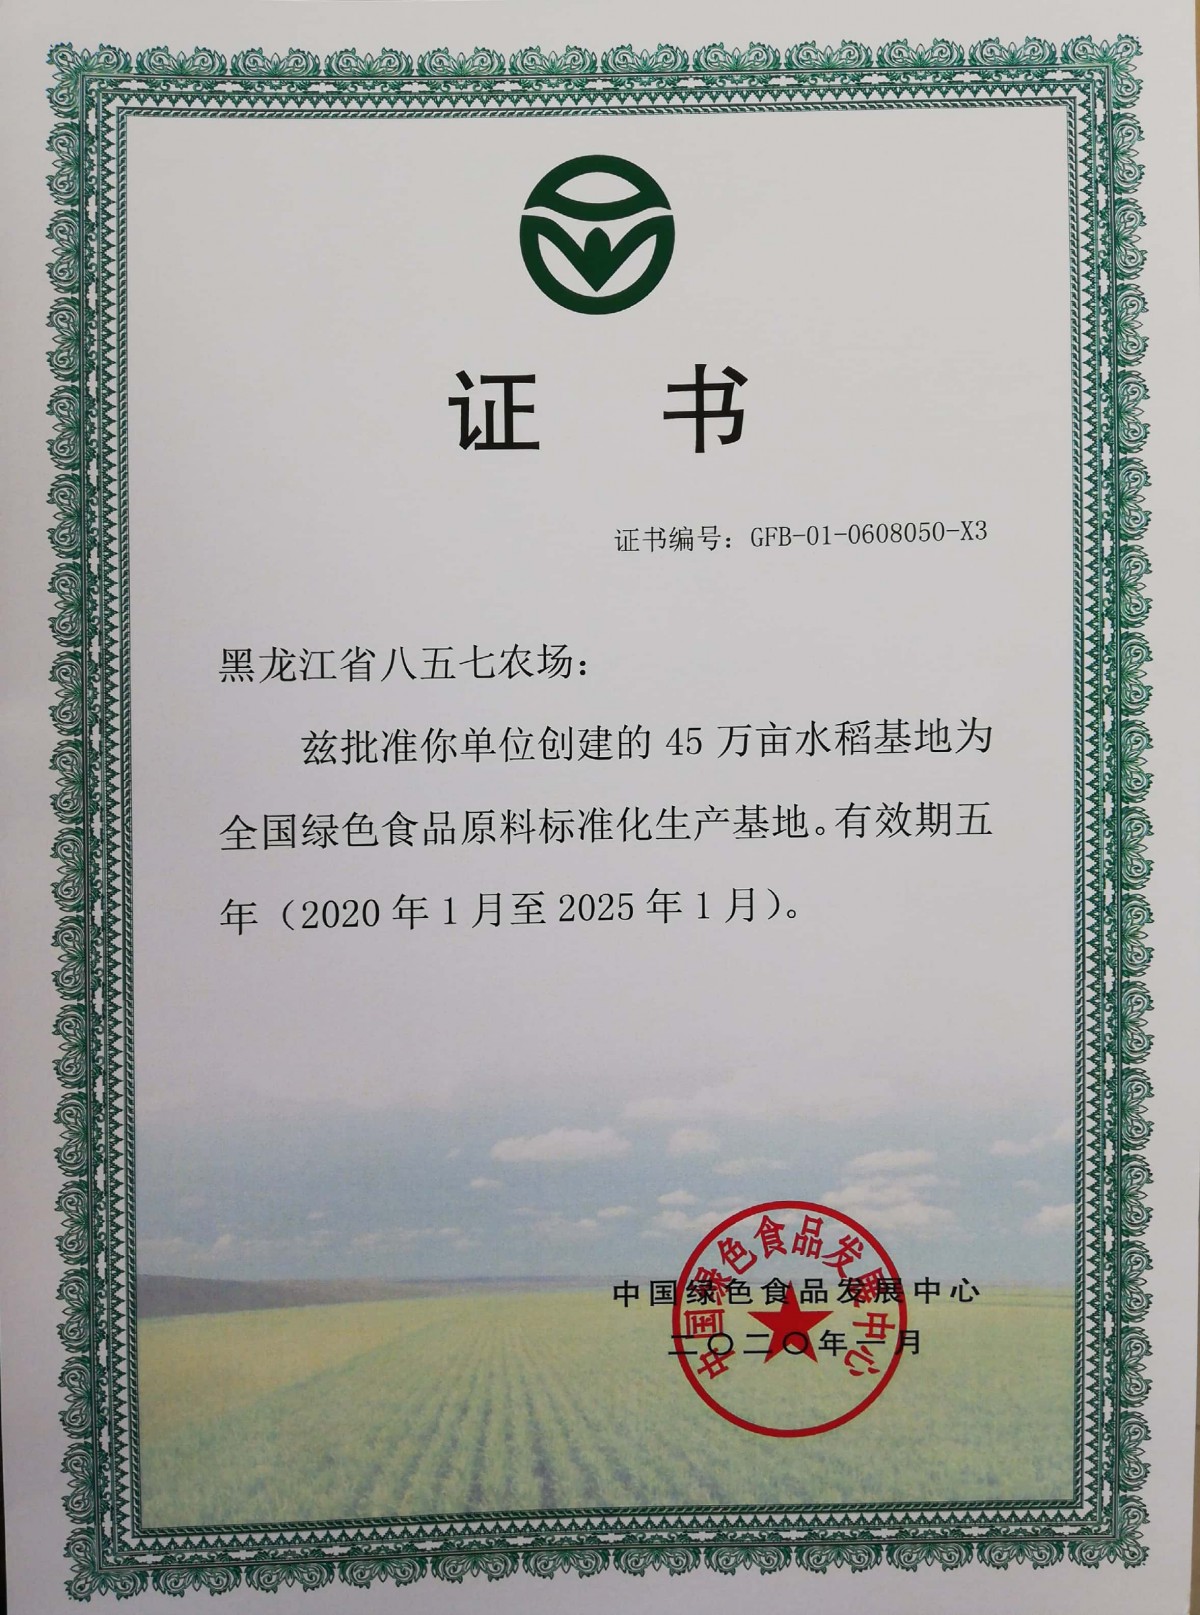 证 书
证书编号：GFB-01-0608050-X3
黑龙江省八五七农场：
兹批准你单位创建的 45 万亩水稻基地为
全国绿色食品原料标准化生产基地。有效期五
年（2020 年 1 月至 2025 年 1 月）。
中国绿色食品发展中心
中国绿色食品发展中心
二〇二〇年一月